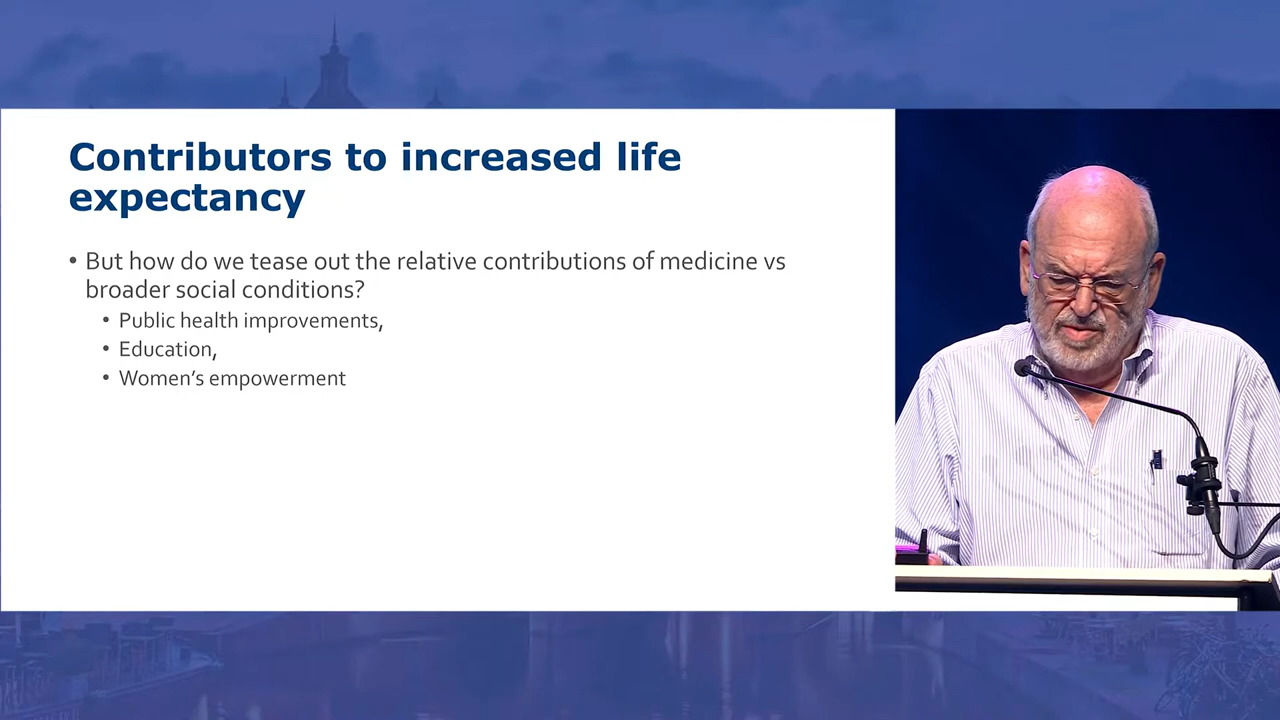 Contributors to increased life
expectancy
• But how do we tease out the relative contributions of medicine vs
broader social conditions?
• Public health improvements,
• Education,
• Women’s empowerment